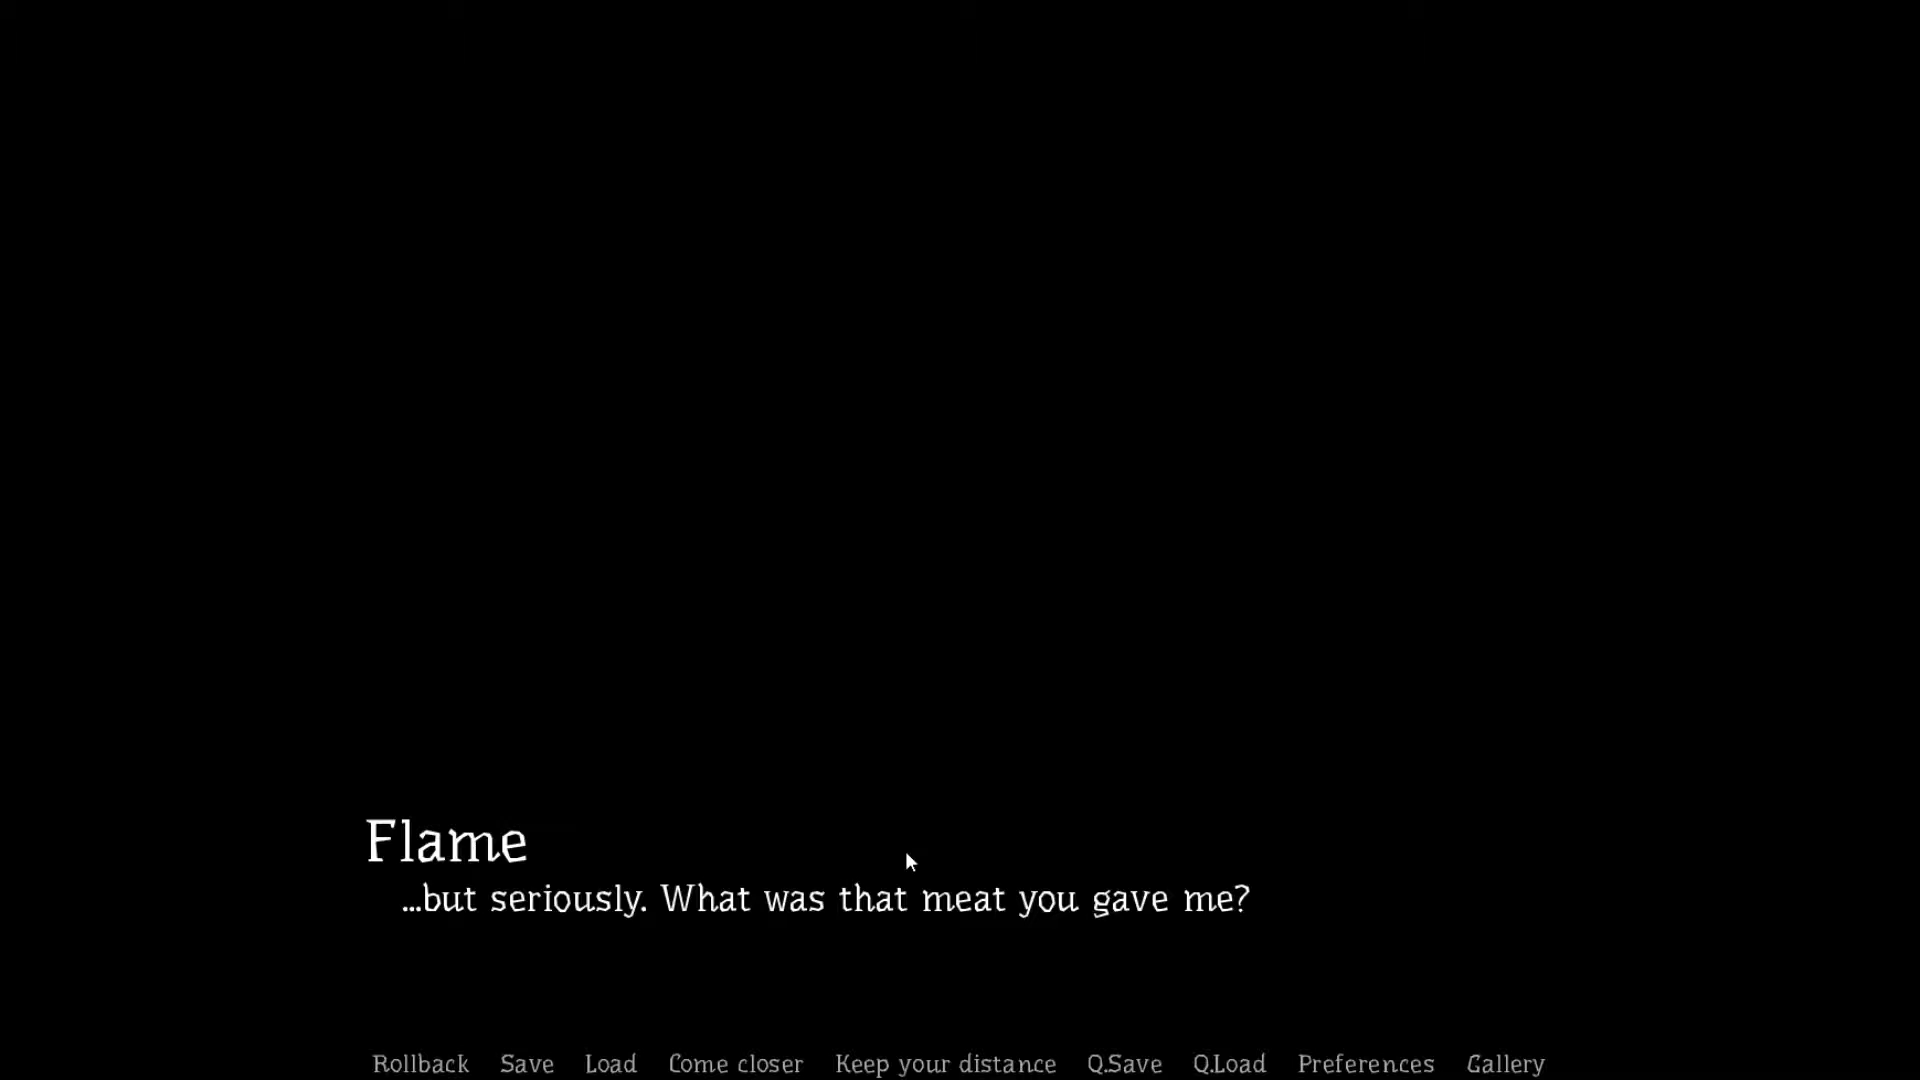 Flame
...but seriously. What was that meat you gave me?
Rollback Save Load Come closer Keep your distance Q.Save Q.Load Preferences Gallery